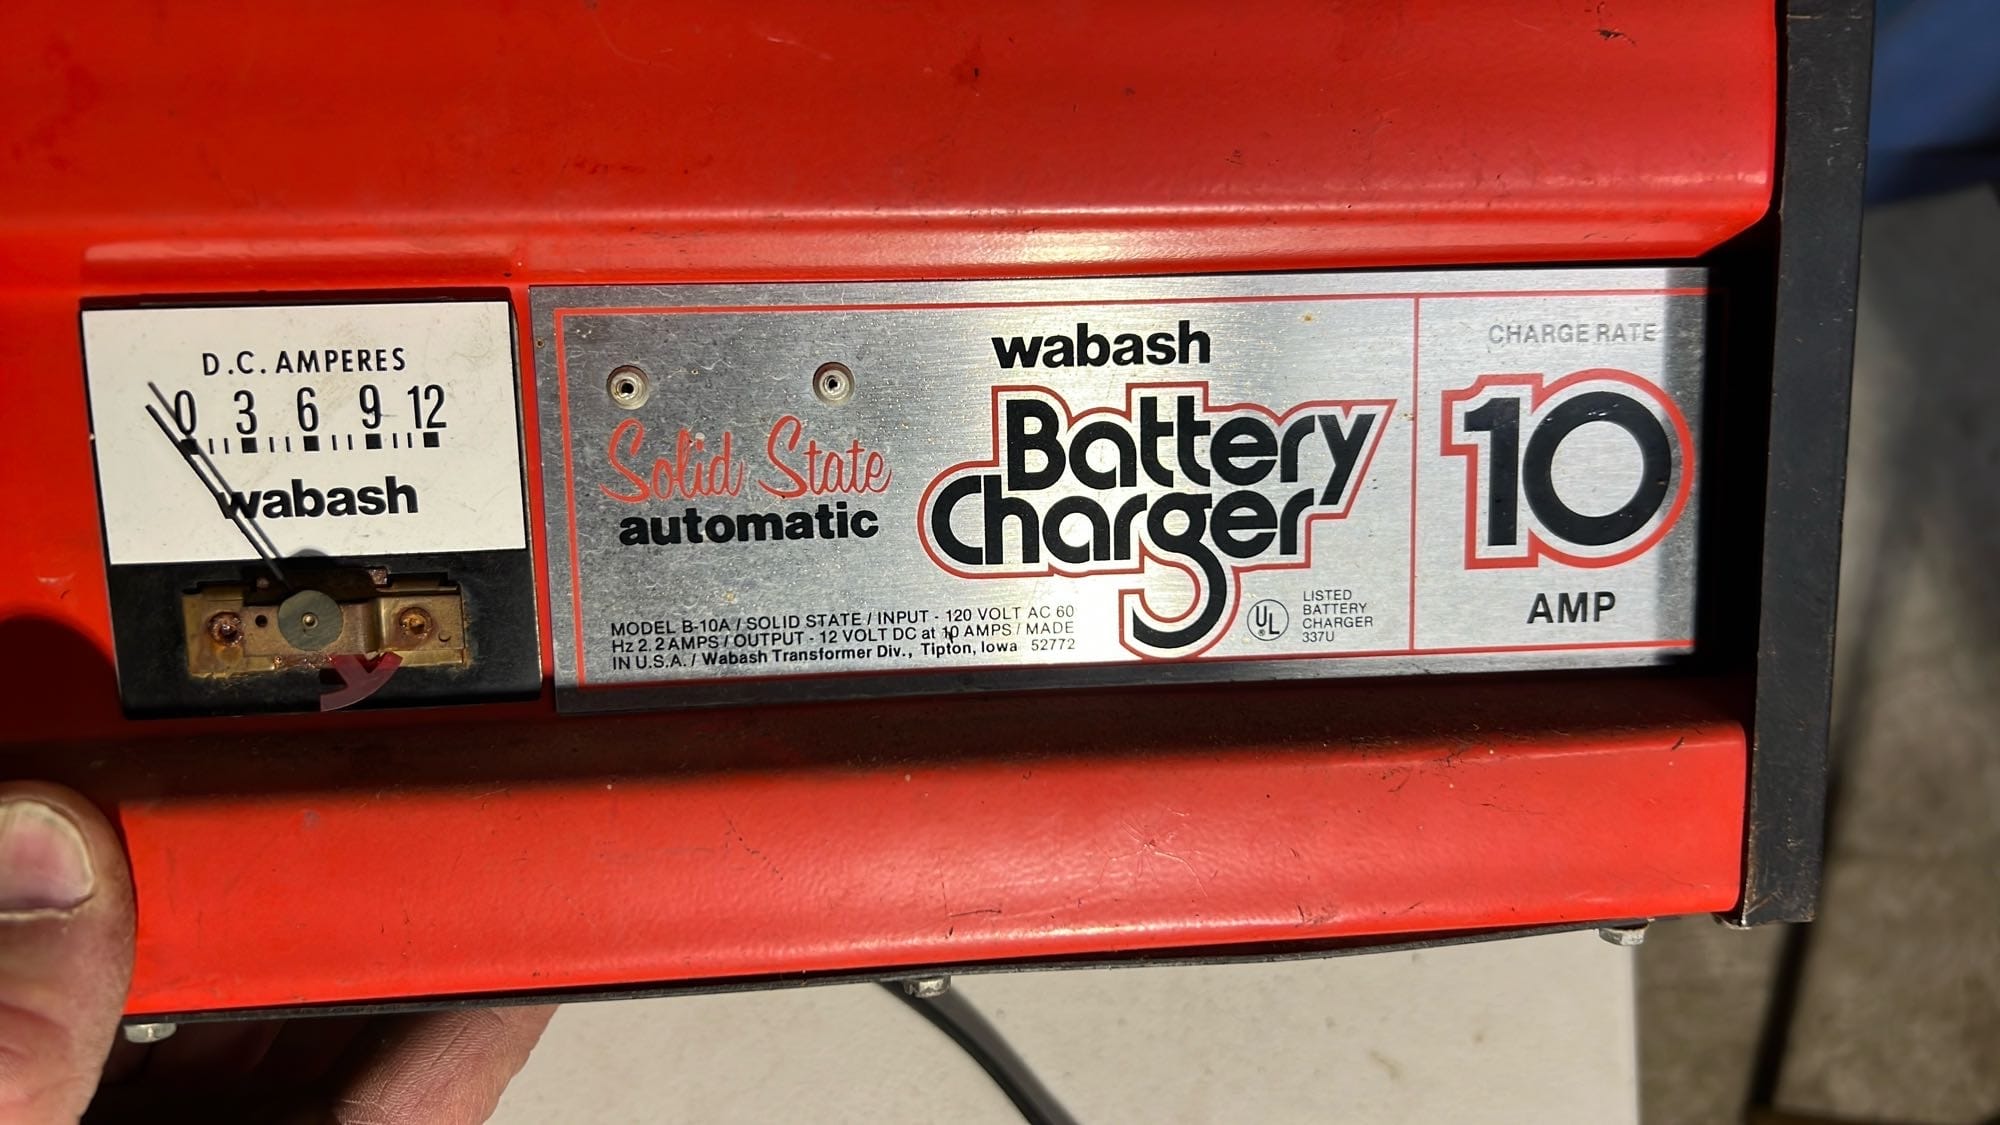 D.C. AMPERES
0 3 6 9 12
wabash
Solid State
automatic
MODEL B-10A / SOLID STATE / INPUT - 120 VOLT AC 60
Hz 2.2 AMPS / OUTPUT - 12 VOLT DC at 10 AMPS / MADE
IN U.S.A. / Wabash Transformer Div., Tipton, Iowa 52772
wabash
Battery
Charger
UL
LISTED
BATTERY
CHARGER
337U
CHARGE RATE
10
AMP